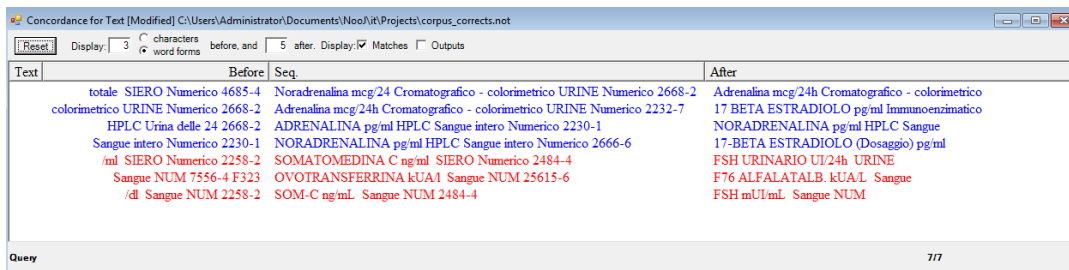 Concordance for Text [Modified] C:\Users\Administrator\Documents\NooJ\it\Projects\corpus_corrects.not
Reset Display: 3 characters word forms before, and 5 after. Display: Matches Outputs
Text Before Seq. After
totale SIERO Numerico 4685-4 Noradrenalina mcg/24 Cromatografico - colorimetrico URINE Numerico 2668-2 Adrenalina mcg/24h Cromatografico - colorimetrico
colorimetrico URINE Numerico 2668-2 Adrenalina mcg/24h Cromatografico - colorimetrico URINE Numerico 2232-7 17 BETA ESTRADIOLO pg/ml Immunoenzimatico
HPLC Urina delle 24 2668-2 ADRENALINA pg/ml HPLC Sangue intero Numerico 2230-1 NORADRENALINA pg/ml HPLC Sangue
Sangue intero Numerico 2230-1 NORADRENALINA pg/ml HPLC Sangue intero Numerico 2666-6 17-BETA ESTRADIOLO (Dosaggio) pg/ml
/ml SIERO Numerico 2258-2 SOMATOMEDINA C ng/ml SIERO Numerico 2484-4 FSH URINARIO UI/24h URINE
Sangue NUM 7556-4 F323 OVOTRANSFERRINA kUA/l Sangue NUM 25615-6 F76 ALFALATALB. kUA/L Sangue
/dl Sangue NUM 2258-2 SOM-C ng/mL Sangue NUM 2484-4 FSH mUI/mL Sangue NUM
Query 7/7